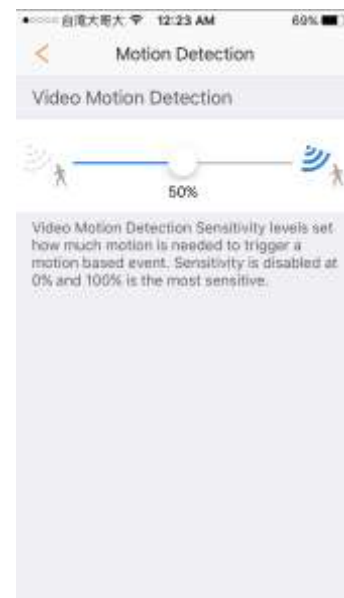 台灣大哥大 12:23 AM 69%
Motion Detection
Video Motion Detection
50%
Video Motion Detection Sensitivity levels set
how much motion is needed to trigger a
motion based event. Sensitivity is disabled at
0% and 100% is the most sensitive.